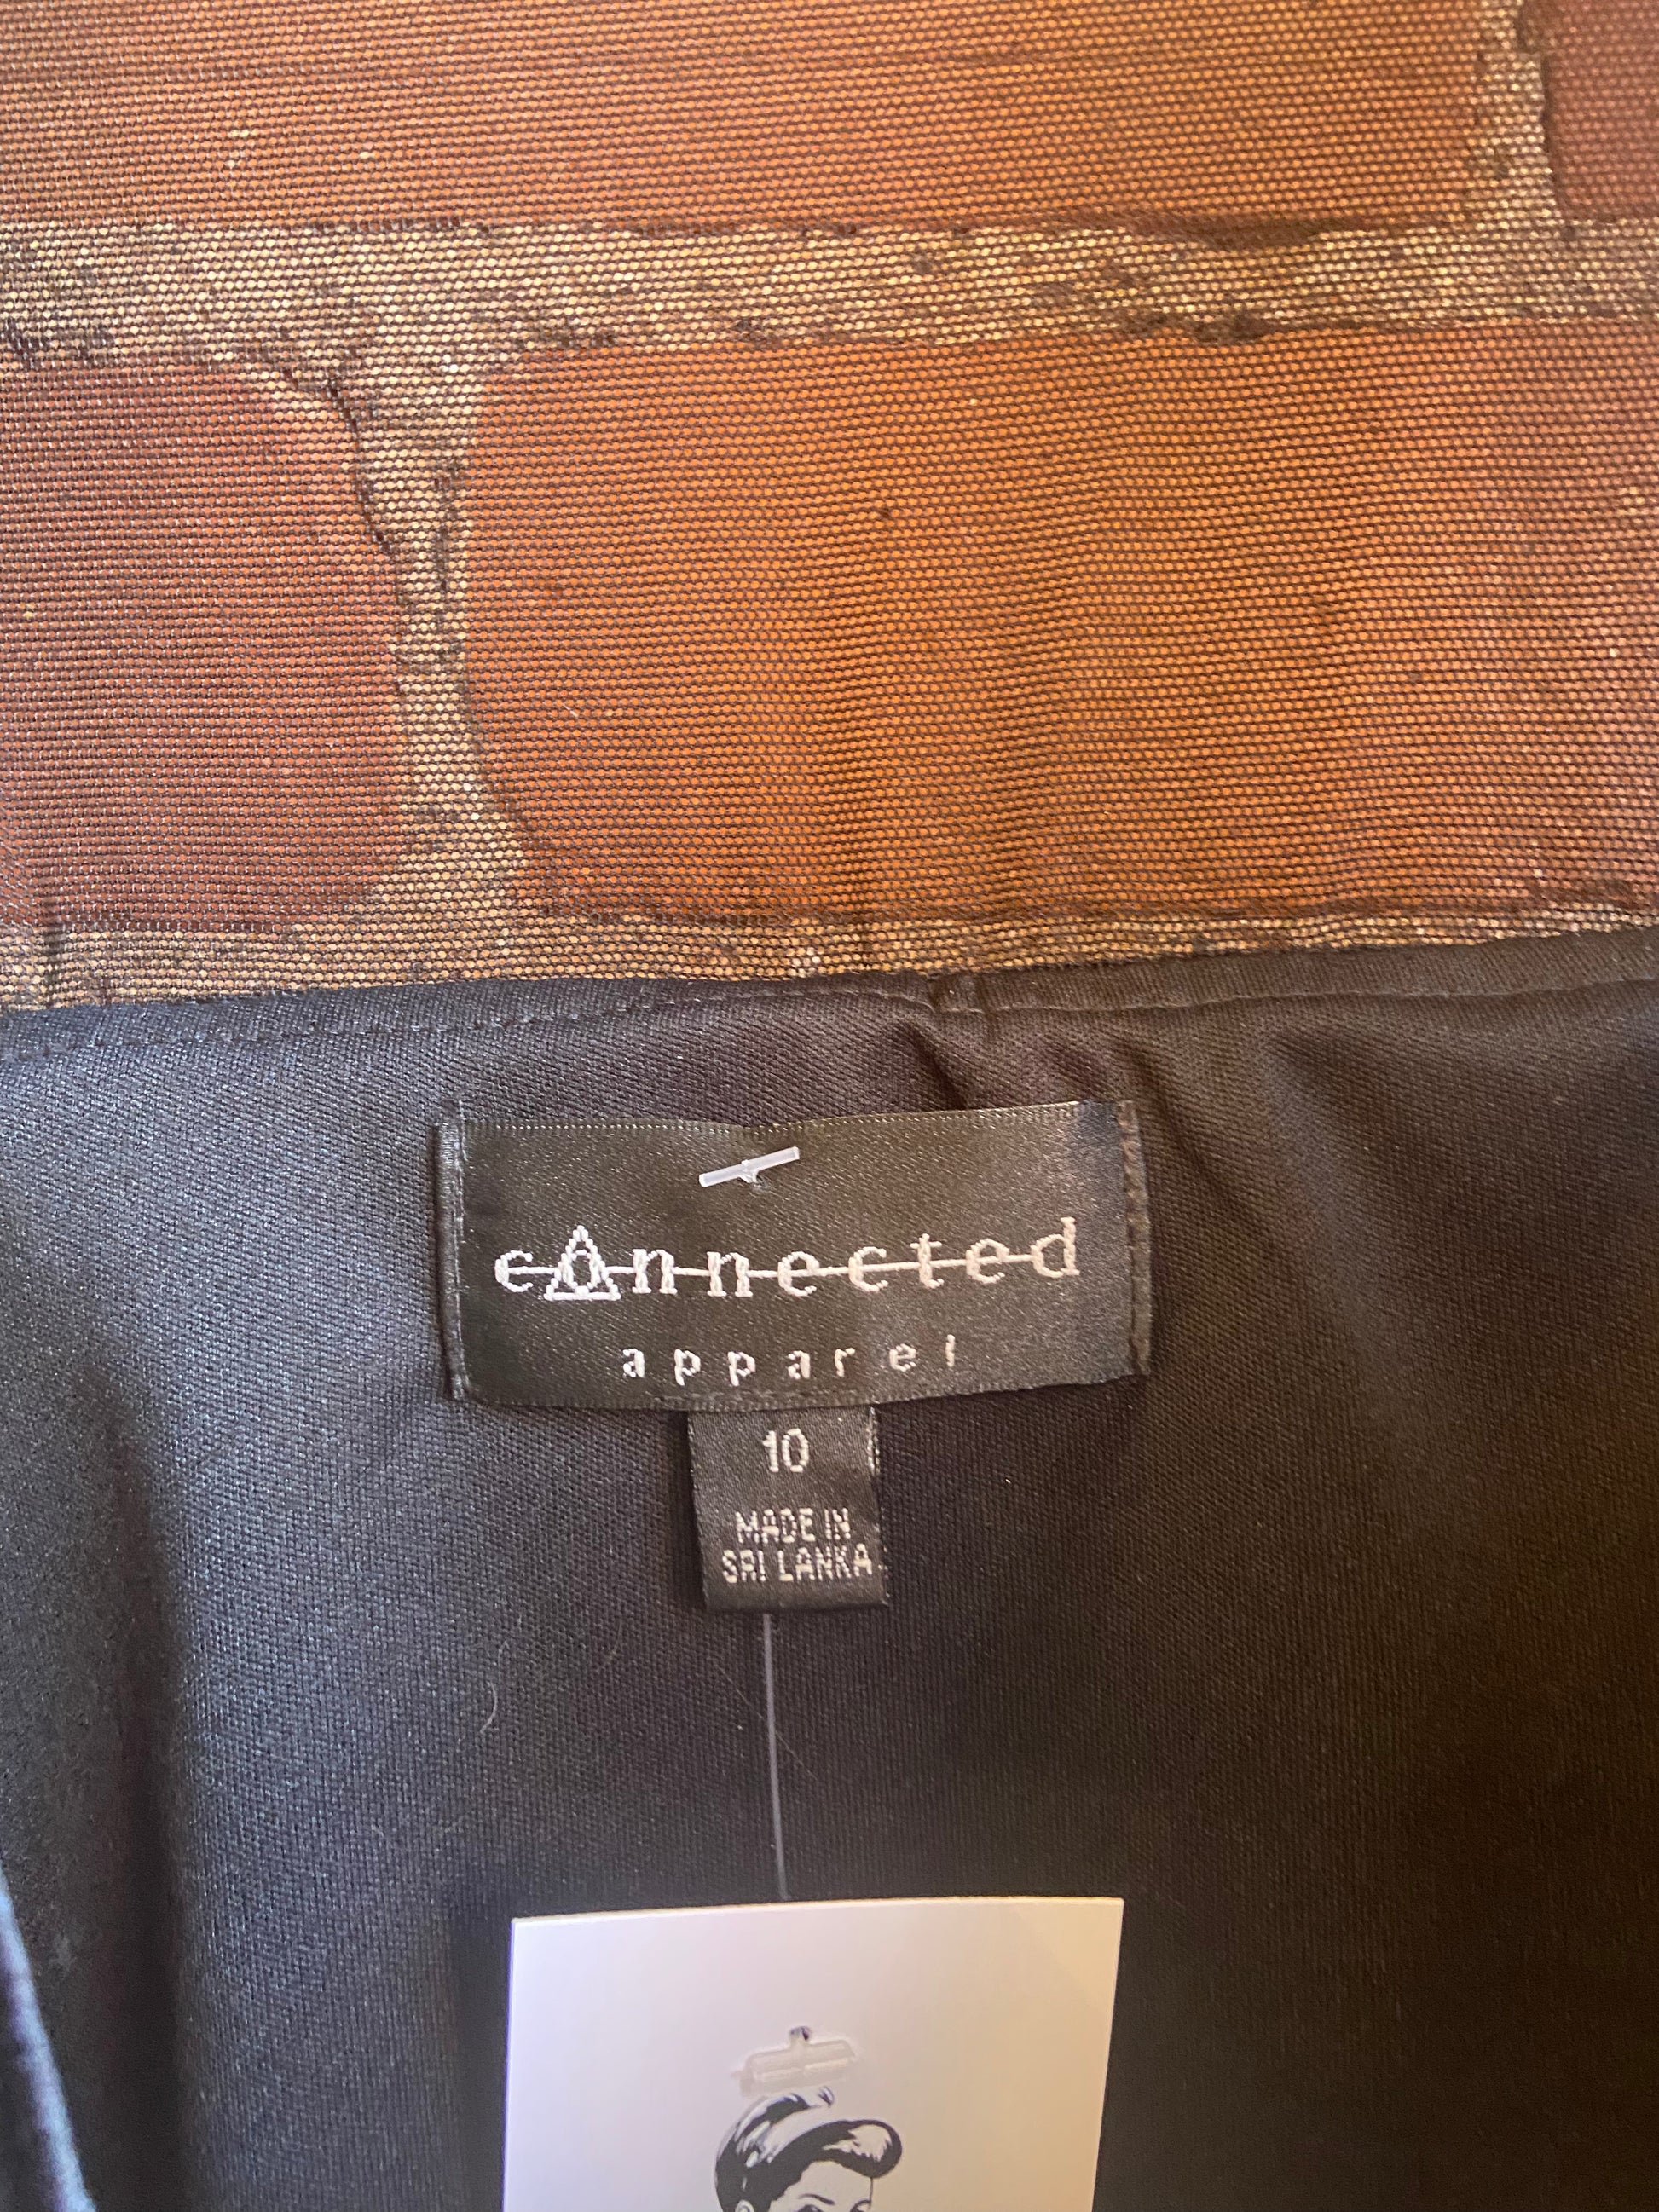 connected
apparel
10
MADE IN
SRI LANKA